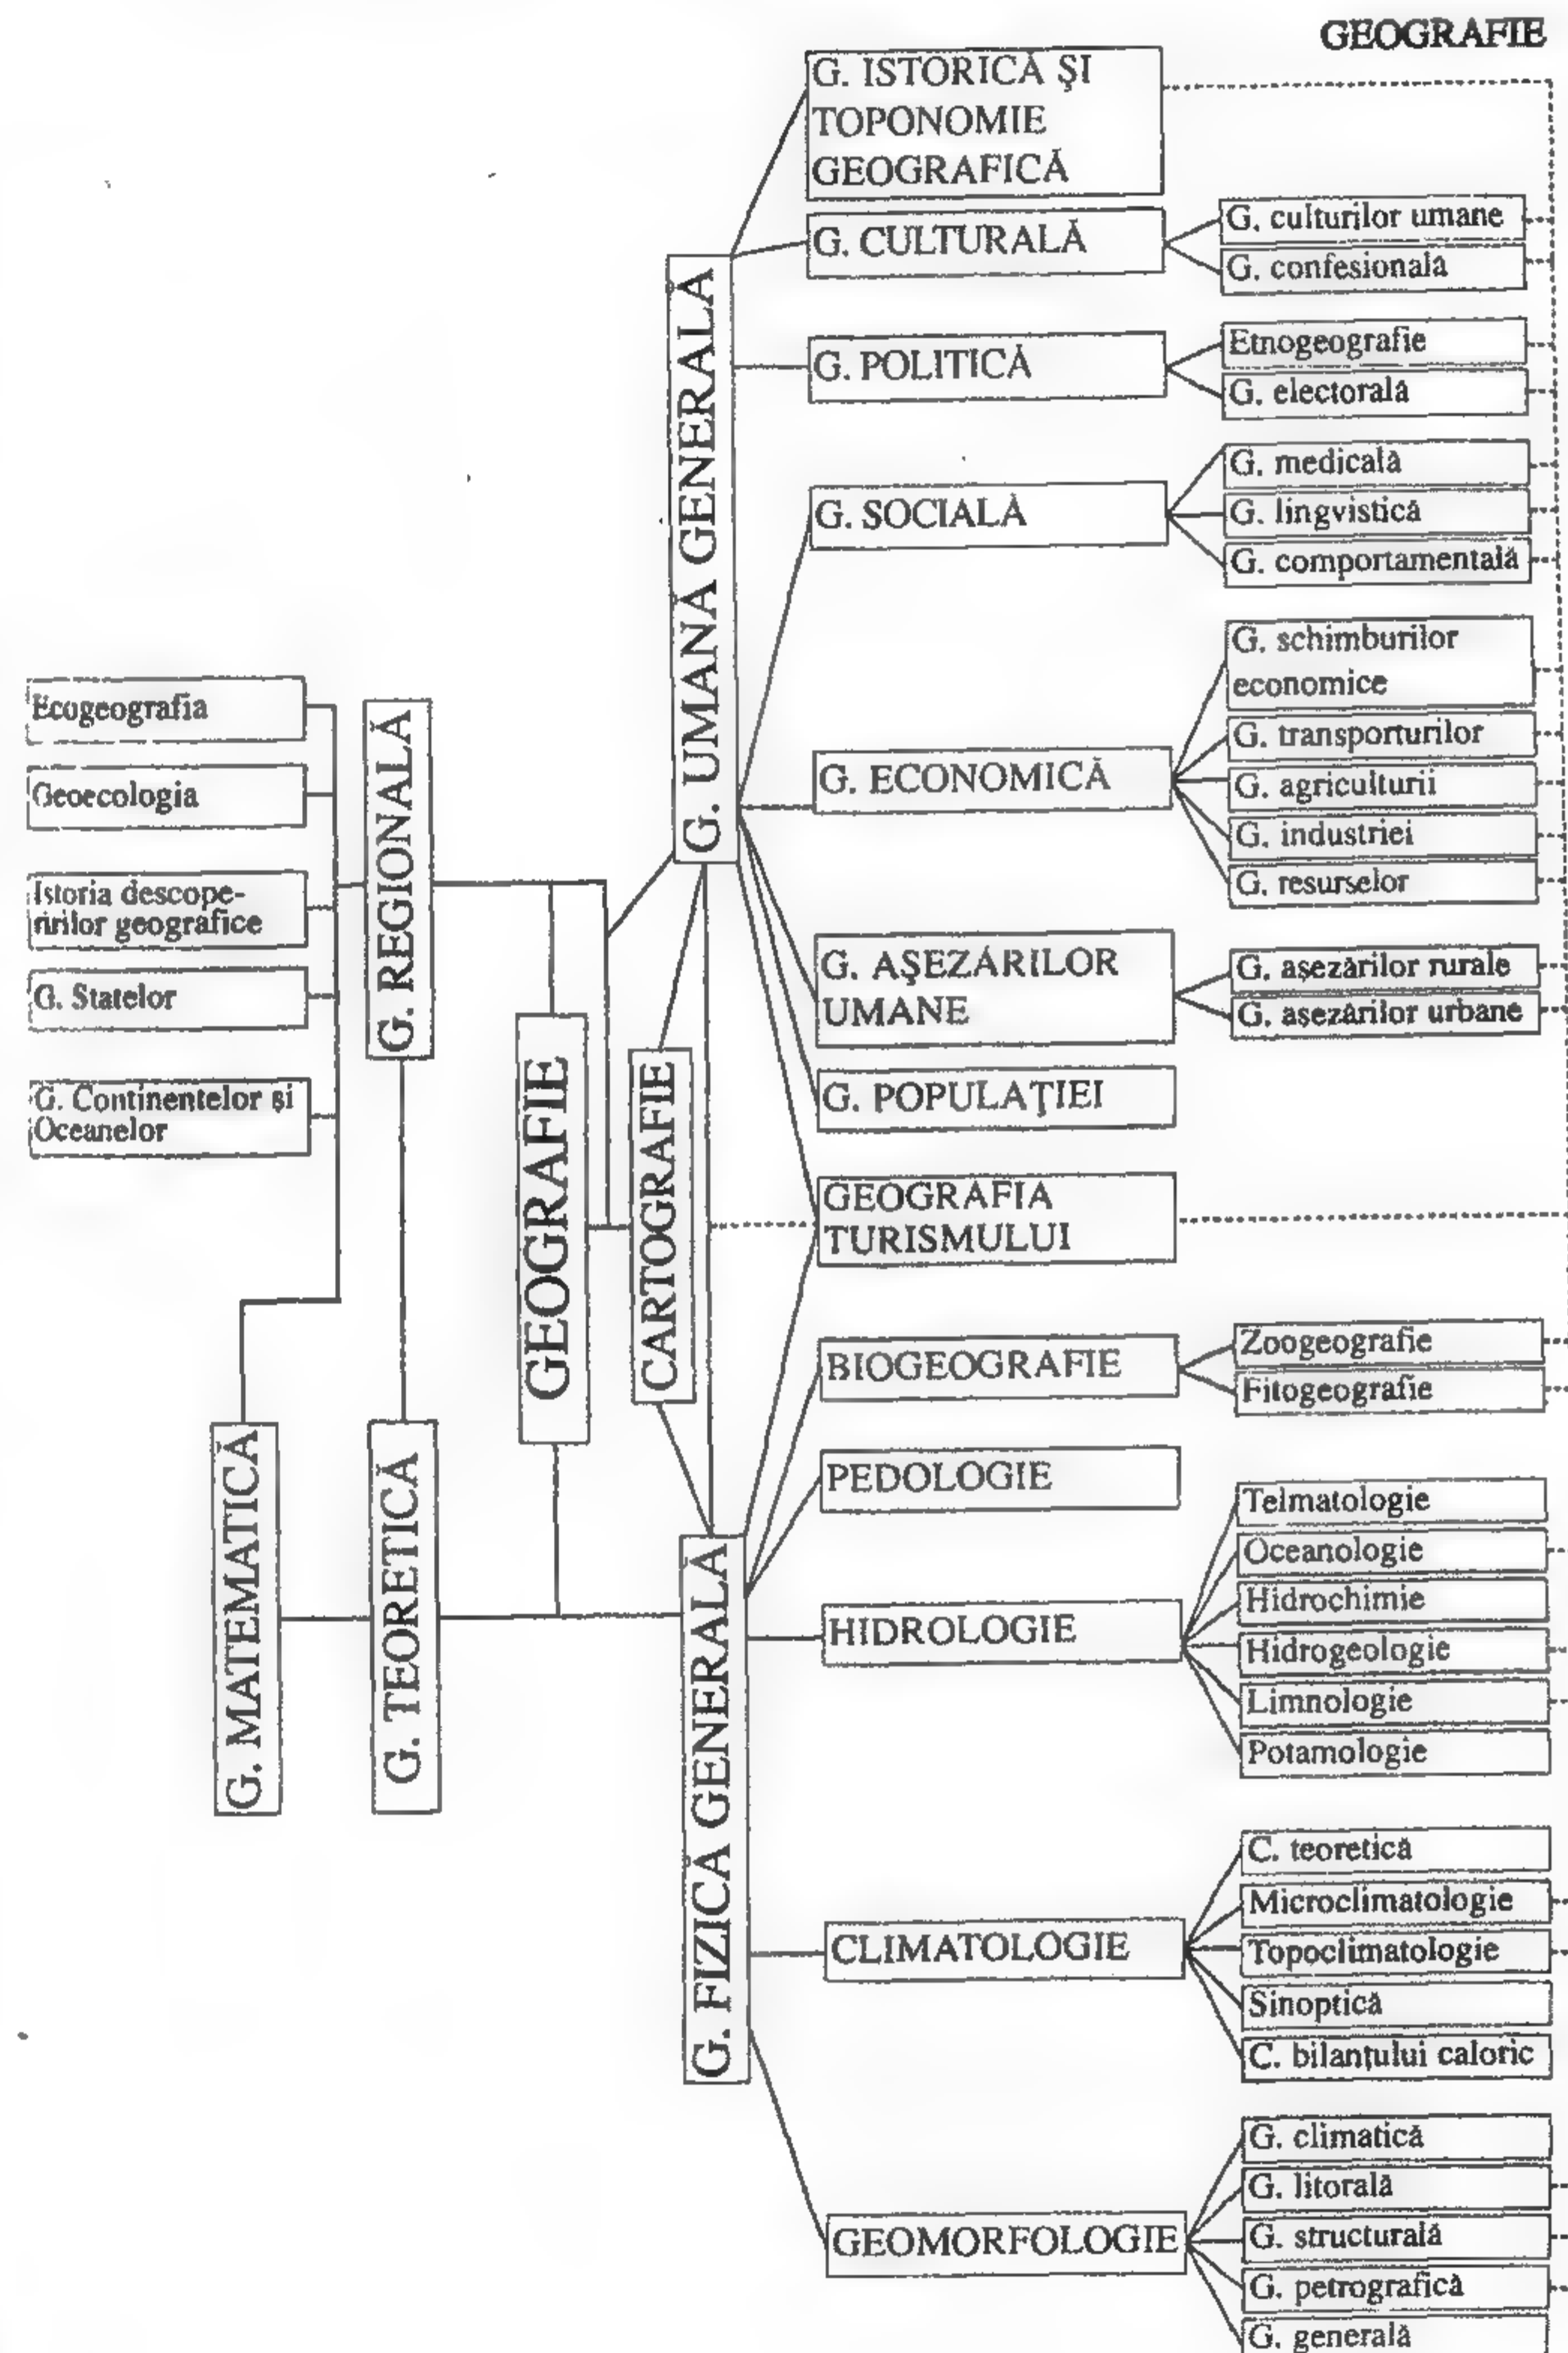 GEOGRAFIE
G. ISTORICĂ ŞI
TOPONOMIE
GEOGRAFICĂ
G. CULTURALĂ
G. culturilor umane
G. confesională
G. POLITICĂ
Etnogeografie
G. electorală
G. SOCIALĂ
G. medicală
G. lingvistică
G. comportamentală
G. ECONOMICĂ
G. schimburilor
economice
G. transporturilor
G. agriculturii
G. industriei
G. resurselor
G. AŞEZĂRILOR
UMANE
G. aşezărilor rurale
G. aşezărilor urbane
G. POPULAŢIEI
GEOGRAFIA
TURISMULUI
BIOGEOGRAFIE
Zoogeografie
Fitogeografie
PEDOLOGIE
HIDROLOGIE
Telmatologie
Oceanologie
Hidrochimie
Hidrogeologie
Limnologie
Potamologie
CLIMATOLOGIE
C. teoretică
Microclimatologie
Topoclimatologie
Sinoptică
C. bilanţului caloric
GEOMORFOLOGIE
G. climatică
G. litorală
G. structurală
G. petrografică
G. generală
G. UMANĂ GENERALĂ
G. FIZICĂ GENERALĂ
CARTOGRAFIE
GEOGRAFIE
G. REGIONALĂ
G. TEORETICĂ
G. MATEMATICĂ
Ecogeografia
Geoecologia
Istoria descope-
ririlor geografice
G. Statelor
G. Continentelor şi
Oceanelor